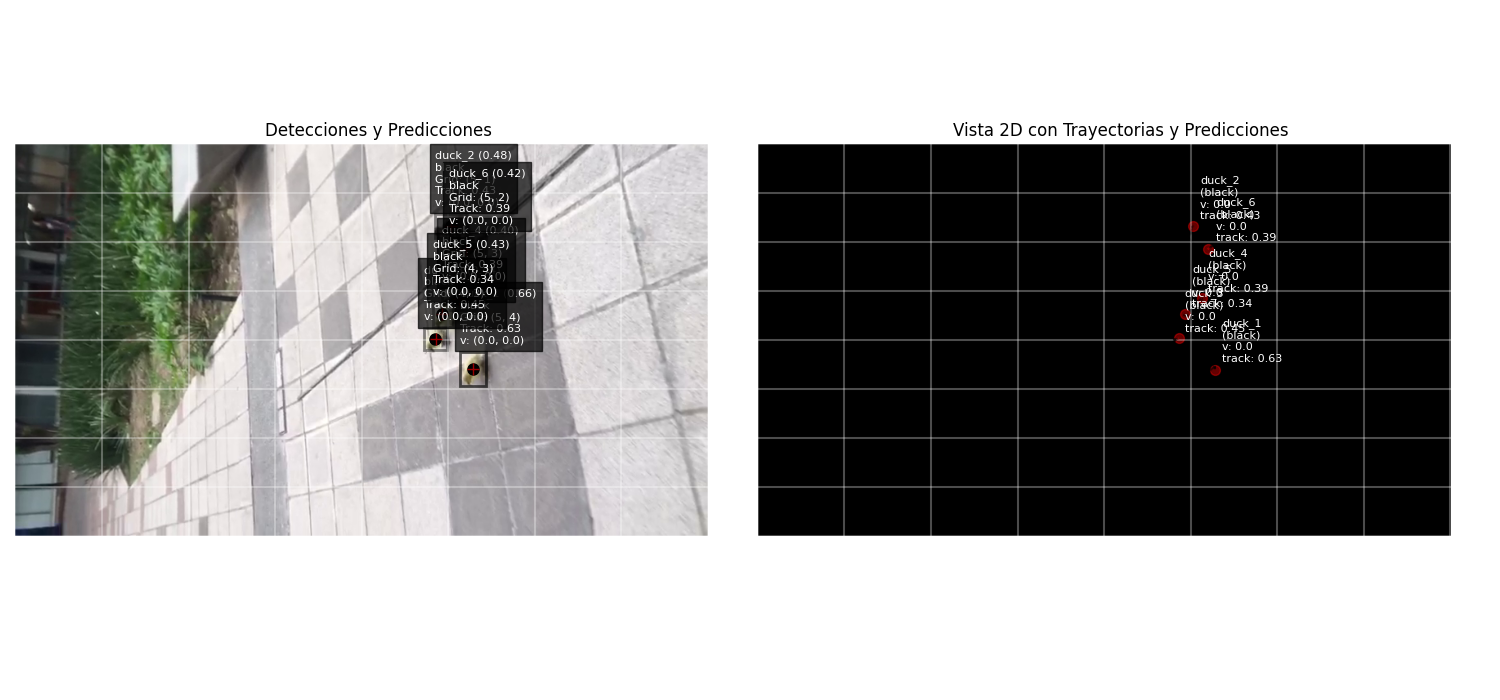 Detecciones y Predicciones
duck_2 (0.48)
black
duck_6 (0.42)
black
Grid: (5, 2)
Track: 0.39
v: (0.0, 0.0)
duck_4 (0.40)
duck_5 (0.43)
black
Grid: (4, 3)
Track: 0.34
v: (0.0, 0.0)
(0.66)
Track: 0.45
v: (0.0, 0.0)
(5, 4)
Track: 0.63
v: (0.0, 0.0)
Vista 2D con Trayectorias y Predicciones
duck_2
(black)
v: 0.0
track: 0.43
duck_6
(black)
v: 0.0
track: 0.39
duck_4
(black)
v: 0.0
track: 0.39
duck_5
(black)
track: 0.34
duck_3
(black)
v: 0.0
track: 0.45
duck_1
(black)
v: 0.0
track: 0.63